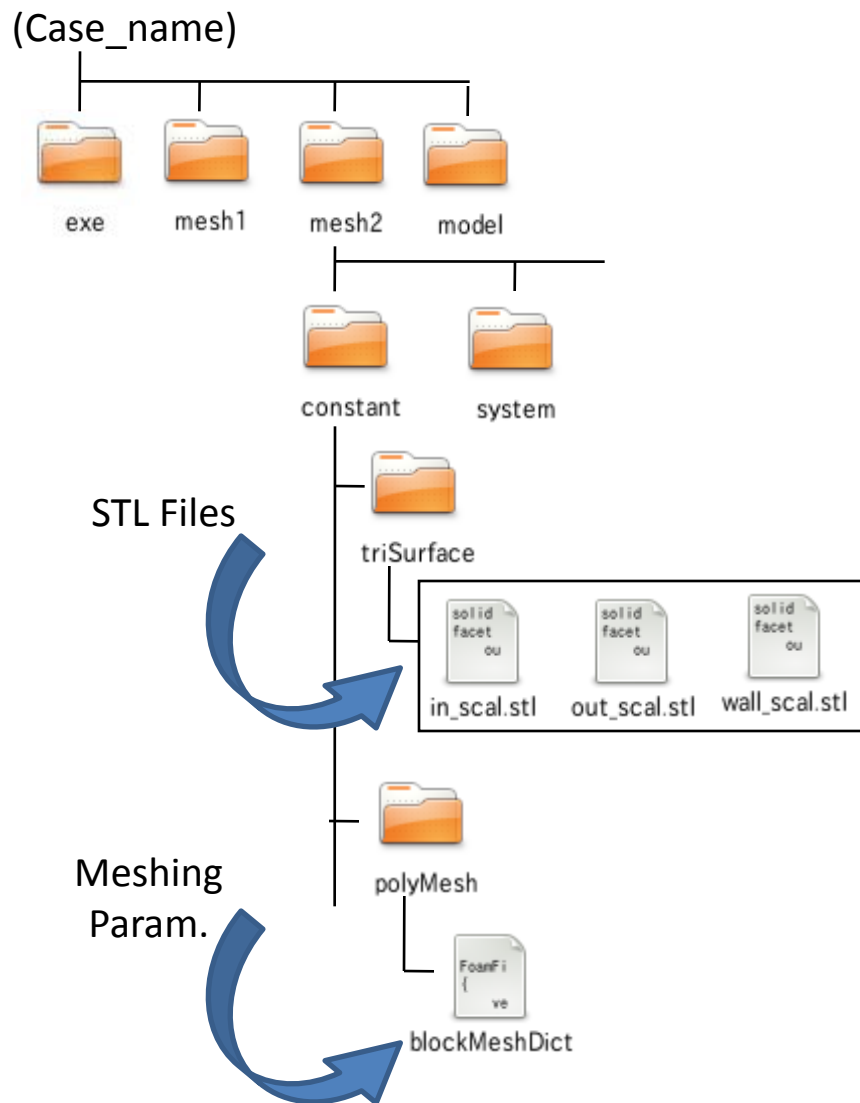 (Case_name)
exe
mesh1
mesh2
model
constant
system
STL Files
triSurface
solid
facet
ou
solid
facet
ou
solid
facet
ou
in_scal.stl
out_scal.stl
wall_scal.stl
Meshing
Param.
polyMesh
FoamFi
{
ve
blockMeshDict